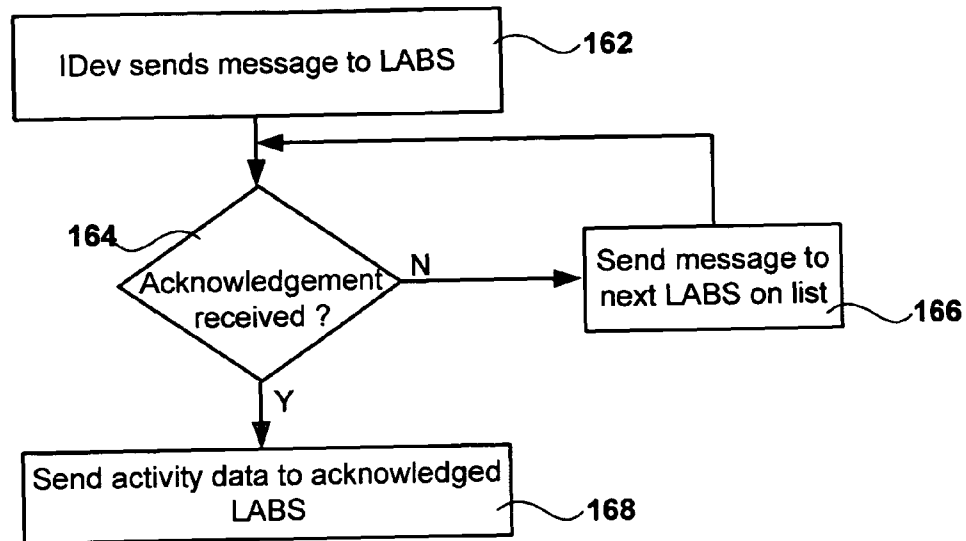 IDev sends message to LABS
162
164
Acknowledgement
received ?
N
Send message to
next LABS on list
166
Y
Send activity data to acknowledged
LABS
168